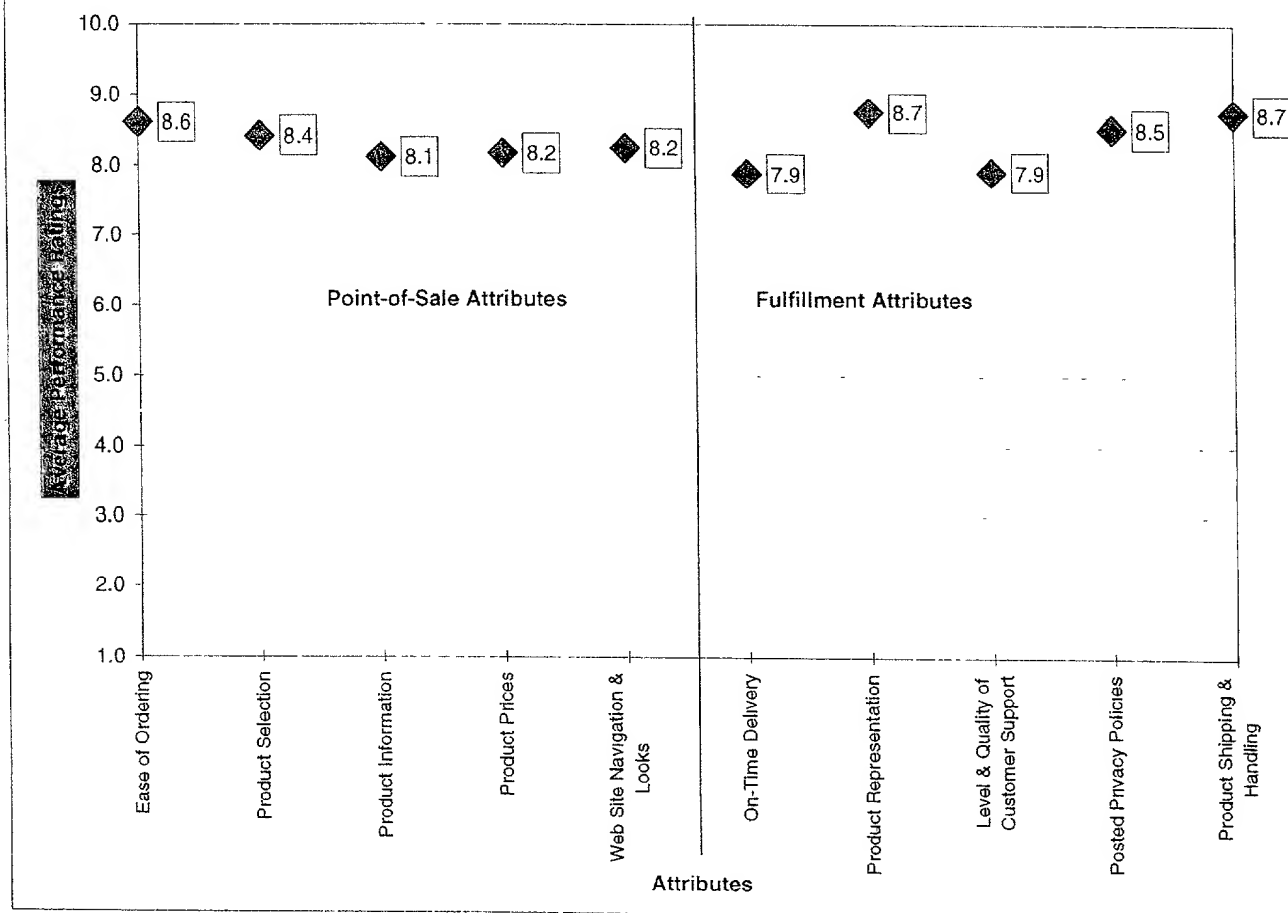 10.0
9.0
8.0
7.0
6.0
5.0
4.0
3.0
2.0
1.0
Average Performance Ratings
8.6
8.4
8.1
8.2
8.2
7.9
8.7
7.9
8.5
8.7
Point-of-Sale Attributes
Fulfillment Attributes
Ease of Ordering
Product Selection
Product Information
Product Prices
Web Site Navigation &
Looks
On-Time Delivery
Product Representation
Level & Quality of
Customer Support
Posted Privacy Policies
Product Shipping &
Handling
Attributes